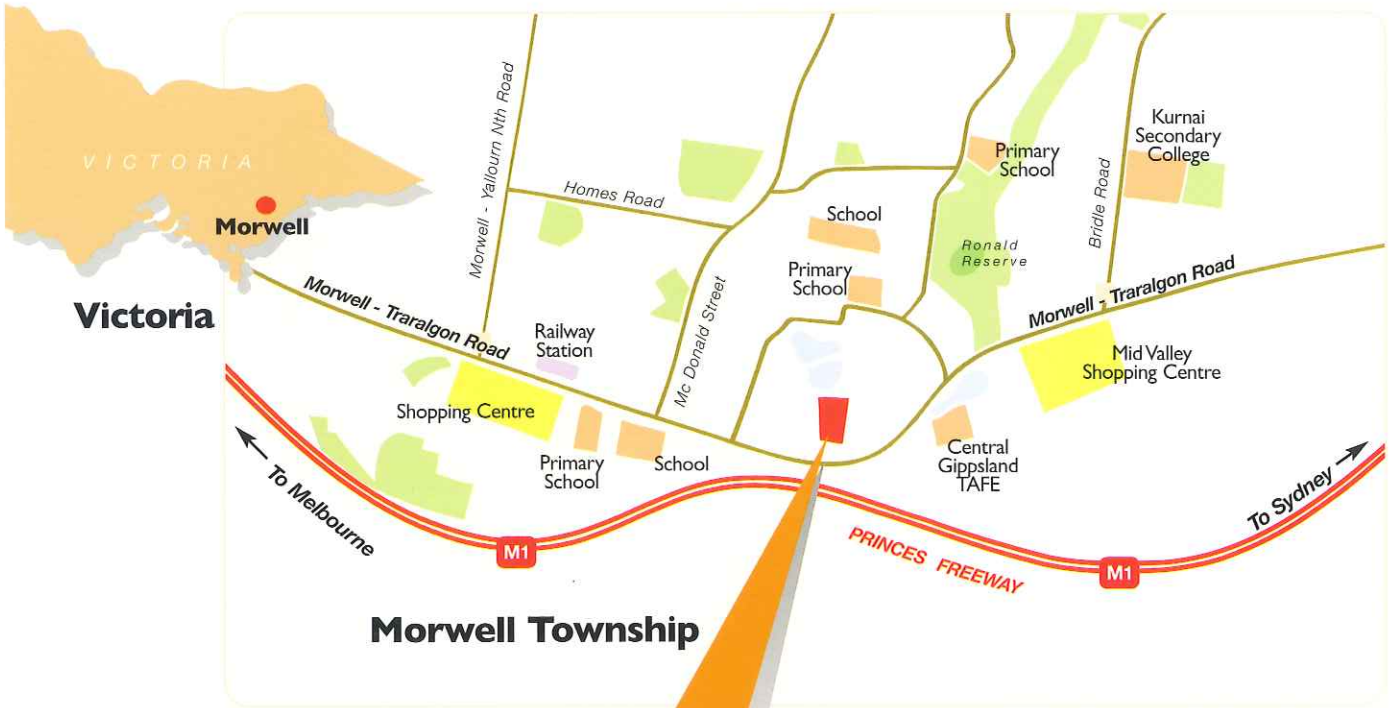 VICTORIA
Morwell
Victoria
Morwell - Yallourn Nth Road
Homes Road
Mc Donald Street
Morwell - Traralgon Road
Railway
Station
Shopping Centre
Primary
School
School
School
Primary
School
Primary
School
Ronald
Reserve
Bridle Road
Kurnai
Secondary
College
Morwell - Traralgon Road
Mid Valley
Shopping Centre
Central
Gippsland
TAFE
To Melbourne
M1
PRINCES FREEWAY
M1
To Sydney
Morwell Township